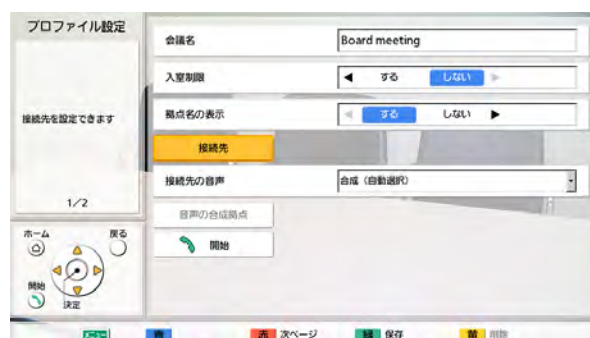 プロファイル設定
接続先を設定できます
1/2
ホーム
戻る
開始
決定
会議名
Board meeting
入室制限
する
しない
拠点名の表示
する
しない
接続先
接続先の音声
合成（自動選択）
音声の合成拠点
開始
メニュー
青
赤 次ページ
緑 保存
黄 削除